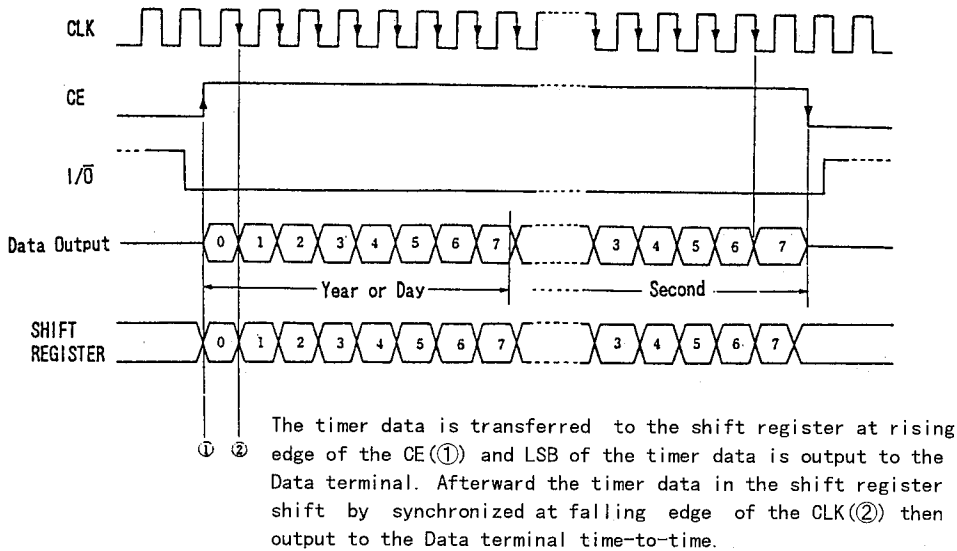 CLK
CE
I/O̅
Data Output 0 1 2 3 4 5 6 7 3 4 5 6 7
Year or Day Second
SHIFT
REGISTER 0 1 2 3 4 5 6 7 3 4 5 6 7
① ②
The timer data is transferred to the shift register at rising
edge of the CE(①) and LSB of the timer data is output to the
Data terminal. Afterward the timer data in the shift register
shift by synchronized at falling edge of the CLK(②) then
output to the Data terminal time-to-time.